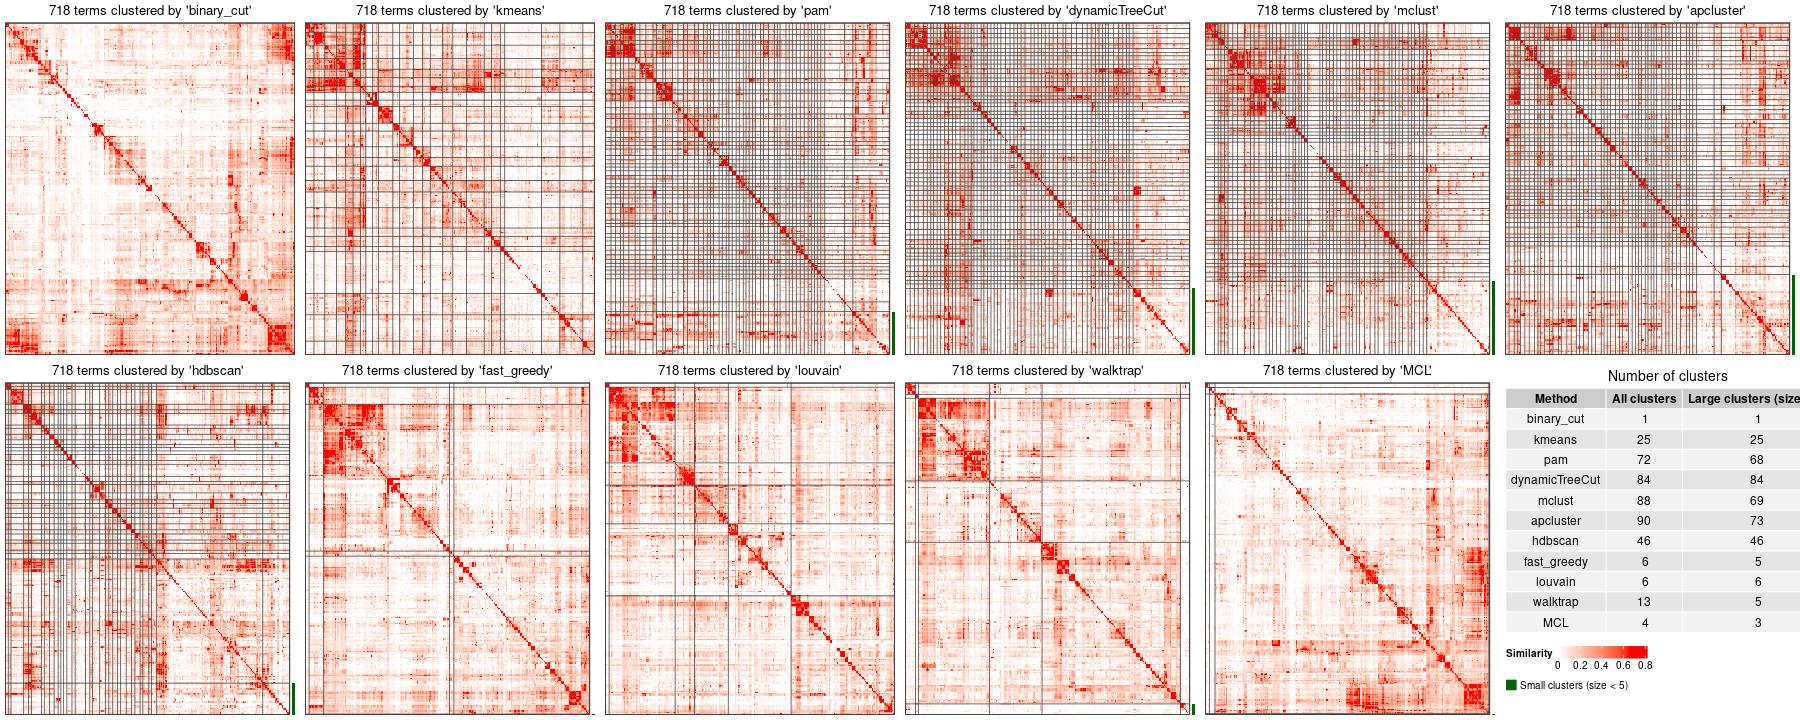 718 terms clustered by 'binary_cut'
718 terms clustered by 'kmeans'
718 terms clustered by 'pam'
718 terms clustered by 'dynamicTreeCut'
718 terms clustered by 'mclust'
718 terms clustered by 'apcluster'
718 terms clustered by 'hdbscan'
718 terms clustered by 'fast_greedy'
718 terms clustered by 'louvain'
718 terms clustered by 'walktrap'
718 terms clustered by 'MCL'
Number of clusters
Method All clusters Large clusters (size
binary_cut 1 1
kmeans 25 25
pam 72 68
dynamicTreeCut 84 84
mclust 88 69
apcluster 90 73
hdbscan 46 46
fast_greedy 6 5
louvain 6 6
walktrap 13 5
MCL 4 3
Similarity
0 0.2 0.4 0.6 0.8
Small clusters (size < 5)